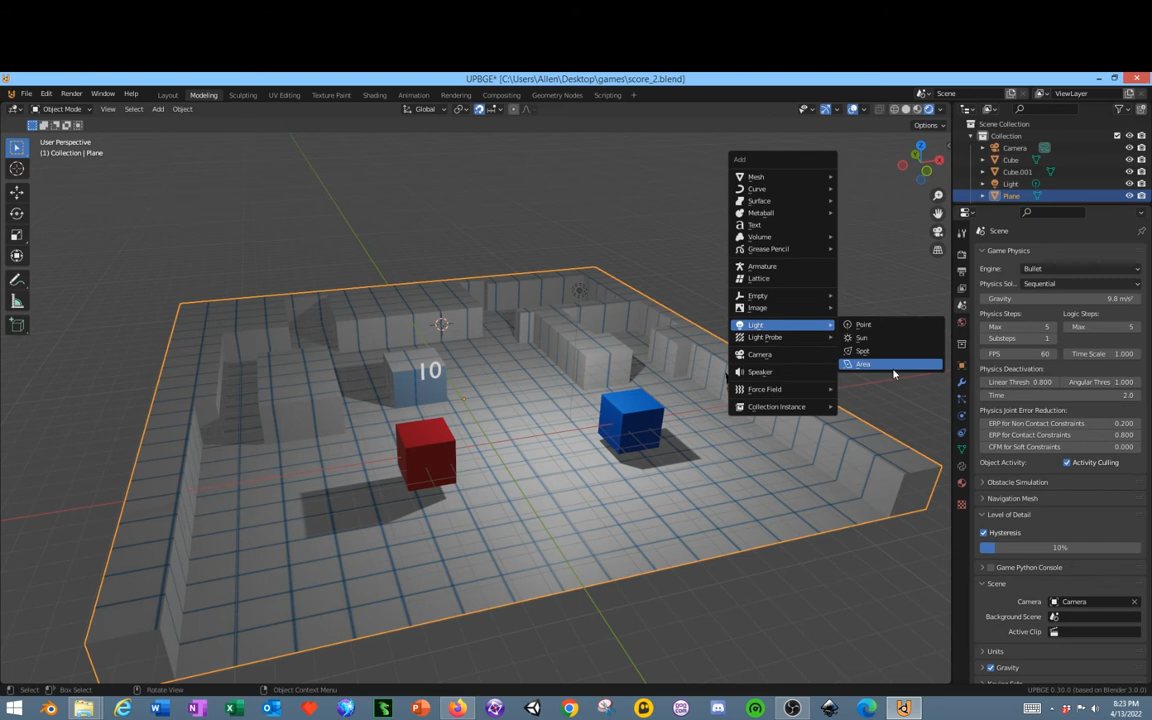 UPBGE* [C:\Users\Allen\Desktop\games\score_2.blend]
File Edit Render Window Help Layout Modeling Sculpting UV Editing Texture Paint Shading Animation Rendering Compositing Geometry Nodes Scripting + Scene ViewLayer
Object Mode View Select Add Object Global
Options
User Perspective
(1) Collection | Plane
Scene Collection
Collection
Camera
Cube
Cube.001
Light
Plane
Add
Mesh
Curve
Surface
Metaball
Text
Volume
Grease Pencil
Armature
Lattice
Empty
Image
Light
Light Probe
Camera
Speaker
Force Field
Collection Instance
Point
Sun
Spot
Area
10
X
Y
Z
Scene
Game Physics
Engine: Bullet
Physics Sol... Sequential
Gravity 9.8 m/s²
Physics Steps: Logic Steps:
Max 5 Max 5
Substeps 1
FPS 60 Time Scale 1.000
Physics Deactivation:
Linear Thresh 0.800 Angular Thres 1.000
Time 2.0
Physics Joint Error Reduction:
ERP for Non Contact Constraints 0.200
ERP for Contact Constraints 0.800
CFM for Soft Constraints 0.000
Object Activity: Activity Culling
Obstacle Simulation
Navigation Mesh
Level of Detail
Hysteresis
10%
Game Python Console
Scene
Camera Camera
Background Scene
Active Clip
Units
Gravity
Select Box Select Rotate View Object Context Menu
UPBGE 0.30.0 (based on Blender 3.0.0)
8:23 PM
4/13/2022